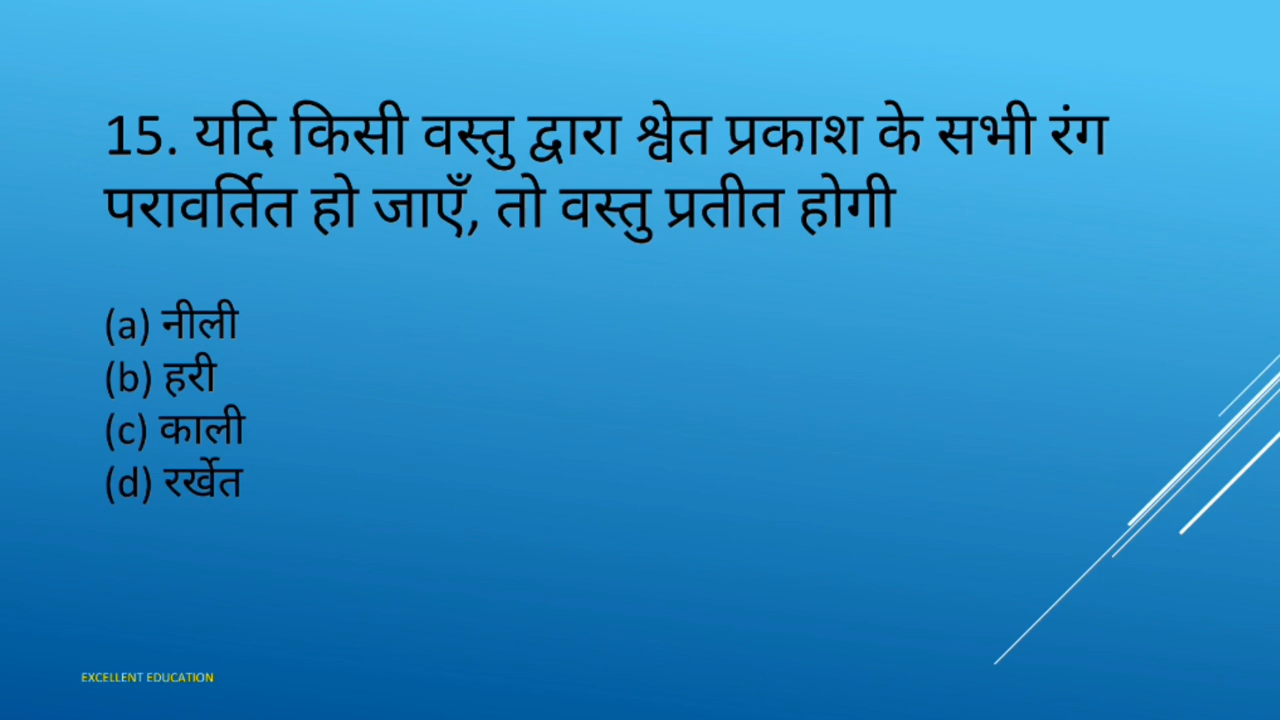 15. यदि किसी वस्तु द्वारा श्वेत प्रकाश के सभी रंग
परावर्तित हो जाएँ, तो वस्तु प्रतीत होगी
(a) नीली
(b) हरी
(c) काली
(d) रर्खेत
EXCELLENT EDUCATION